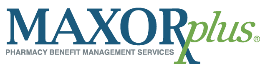 MAXORplus®
PHARMACY BENEFIT MANAGEMENT SERVICES